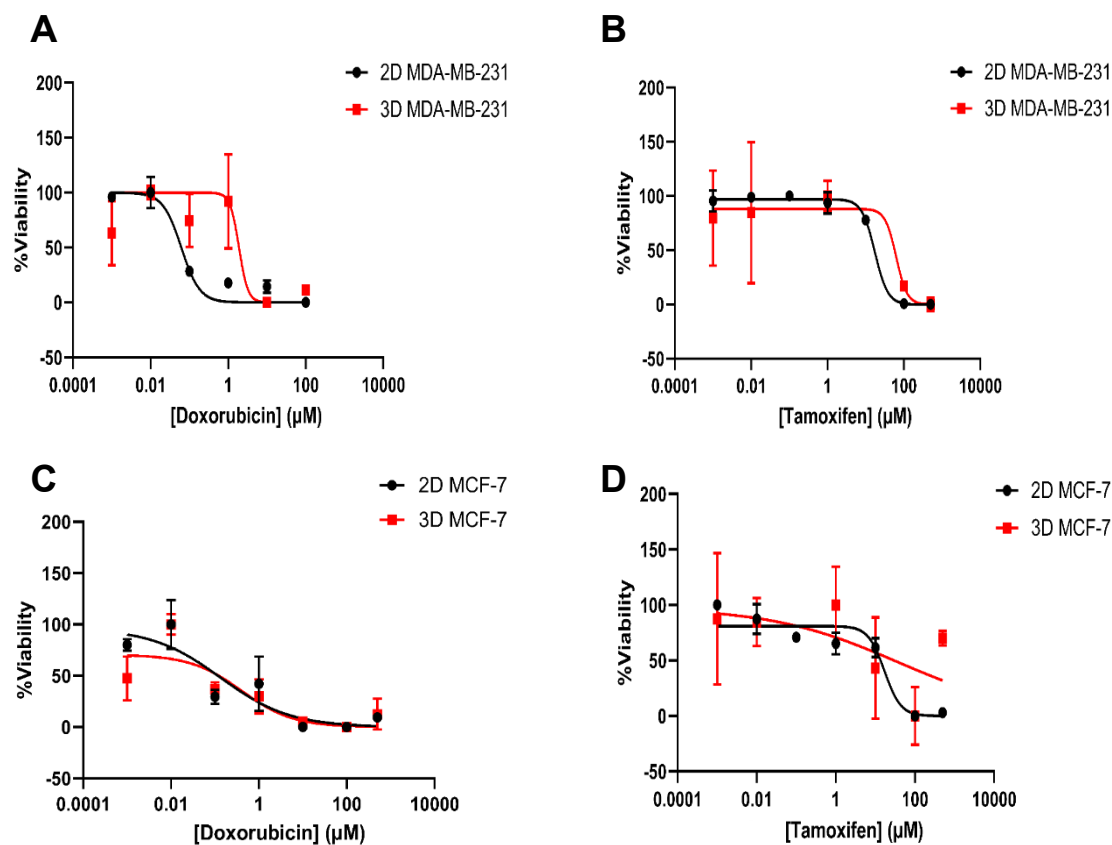 A
2D MDA-MB-231
3D MDA-MB-231
200
150
100
50
0
-50
%Viability
0.0001
0.01
1
100
10000
[Doxorubicin] (µM)
B
2D MDA-MB-231
3D MDA-MB-231
200
150
100
50
0
-50
%Viability
0.0001
0.01
1
100
10000
[Tamoxifen] (µM)
C
2D MCF-7
3D MCF-7
200
150
100
50
0
-50
%Viability
0.0001
0.01
1
100
10000
[Doxorubicin] (µM)
D
2D MCF-7
3D MCF-7
200
150
100
50
0
-50
%Viability
0.0001
0.01
1
100
10000
[Tamoxifen] (µM)